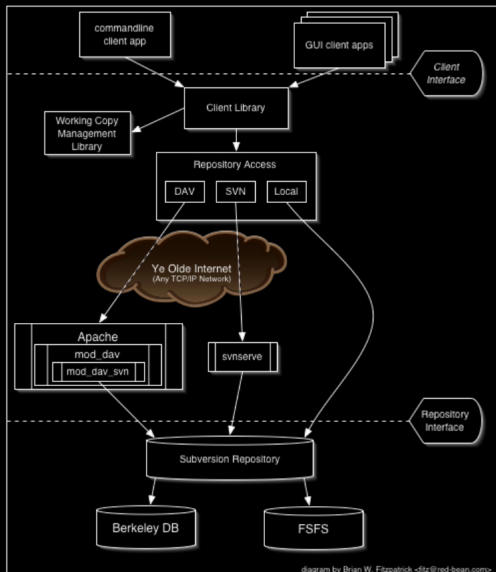 commandline
client app
GUI client apps
Client
Interface
Client Library
Working Copy
Management
Library
Repository Access
DAV
SVN
Local
Ye Olde Internet
(Any TCP/IP Network)
Apache
mod_dav
mod_dav_svn
svnserve
Repository
Interface
Subversion Repository
Berkeley DB
FSFS
diagram by Brian W. Fitzpatrick <fitz@red-bean.com>